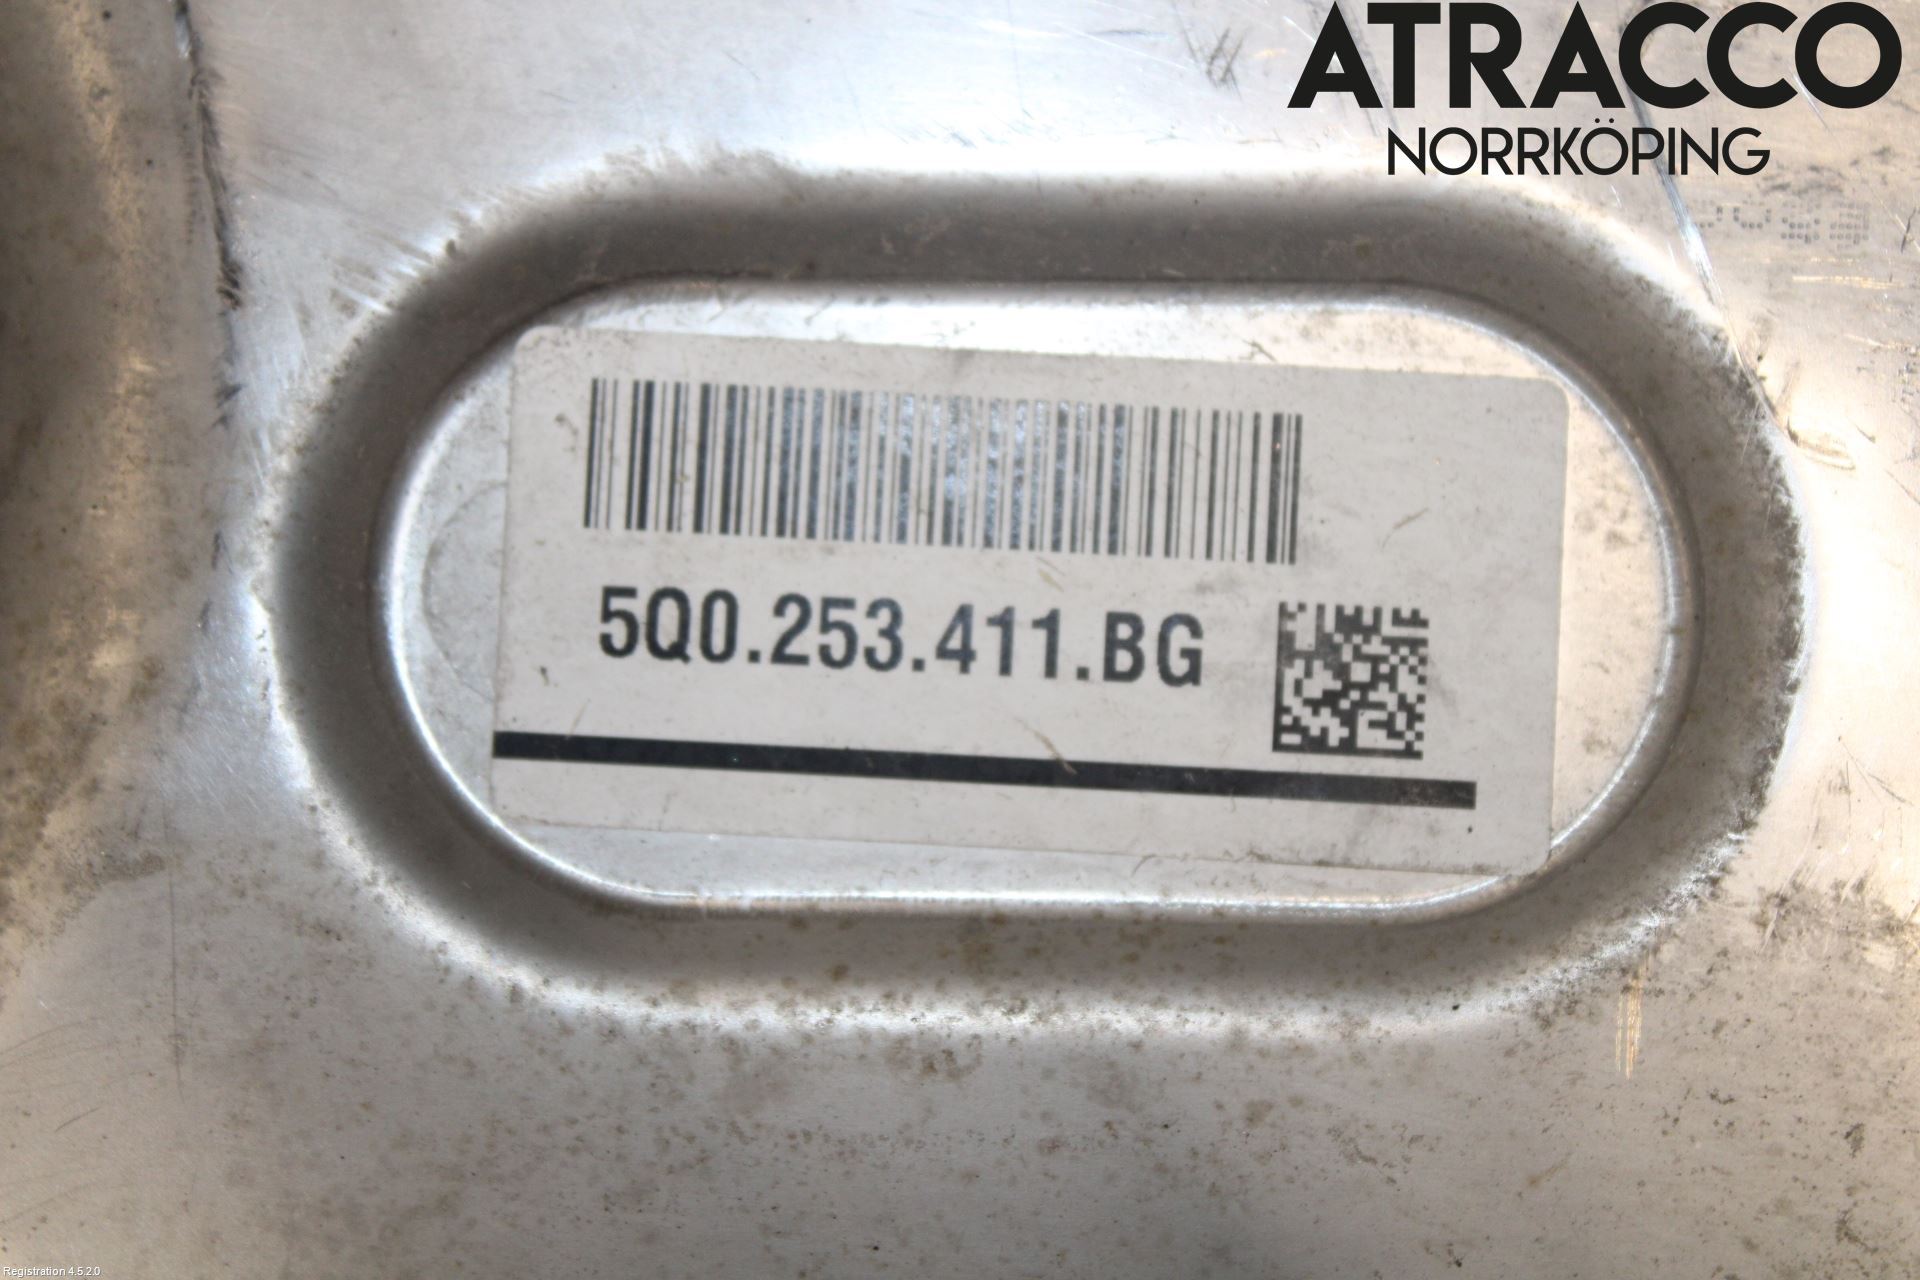 ATRACCO
NORRKÖPING
5Q0.253.411.BG
Registration 4.5.2.0